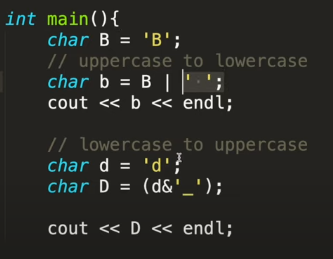 int main(){
char B = 'B';
// uppercase to lowercase
char b = B | ' ';
cout << b << endl;
// lowercase to uppercase
char d = 'd';
char D = (d&'_');
cout << D << endl;